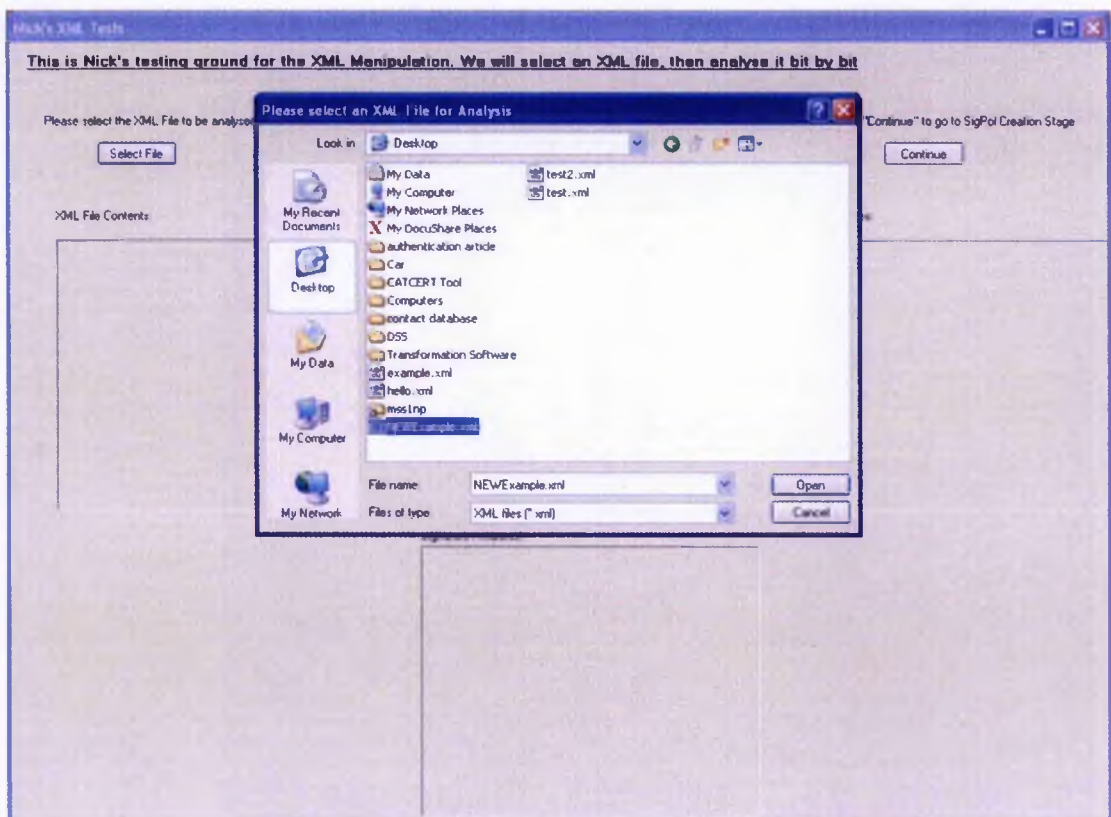 Nick's XML Tests
This is Nick's testing ground for the XML Manipulation. We will select an XML file, then analyse it bit by bit
Please select the XML File to be analysed
"Continue" to go to SigPol Creation Stage
Select File
Continue
XML File Contents
Please select an XML File for Analysis
Look in
Desktop
My Recent
Documents
Desktop
My Data
My Computer
My Network
My Data
My Computer
My Network Places
My DocuShare Places
authentication article
Car
CATCERT Tool
Computers
contact database
DSS
Transformation Software
example.xml
hello.xml
NEWExample.xml
test2.xml
test.xml
File name
NEWExample.xml
Open
Files of type
XML files (*.xml)
Cancel